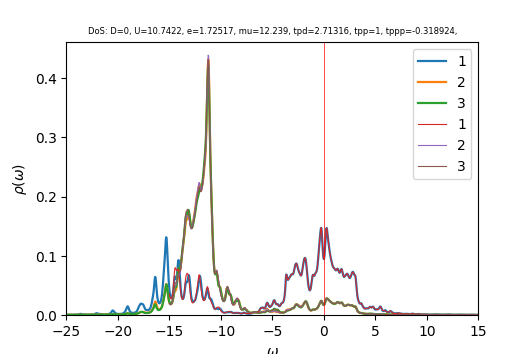 DoS: D=0, U=10.7422, e=1.72517, mu=12.239, tpd=2.71316, tpp=1, tppp=-0.318924,
0.4
0.3
0.2
0.1
0.0
ρ(ω)
1
2
3
1
2
3
−25 −20 −15 −10 −5 0 5 10 15
ω